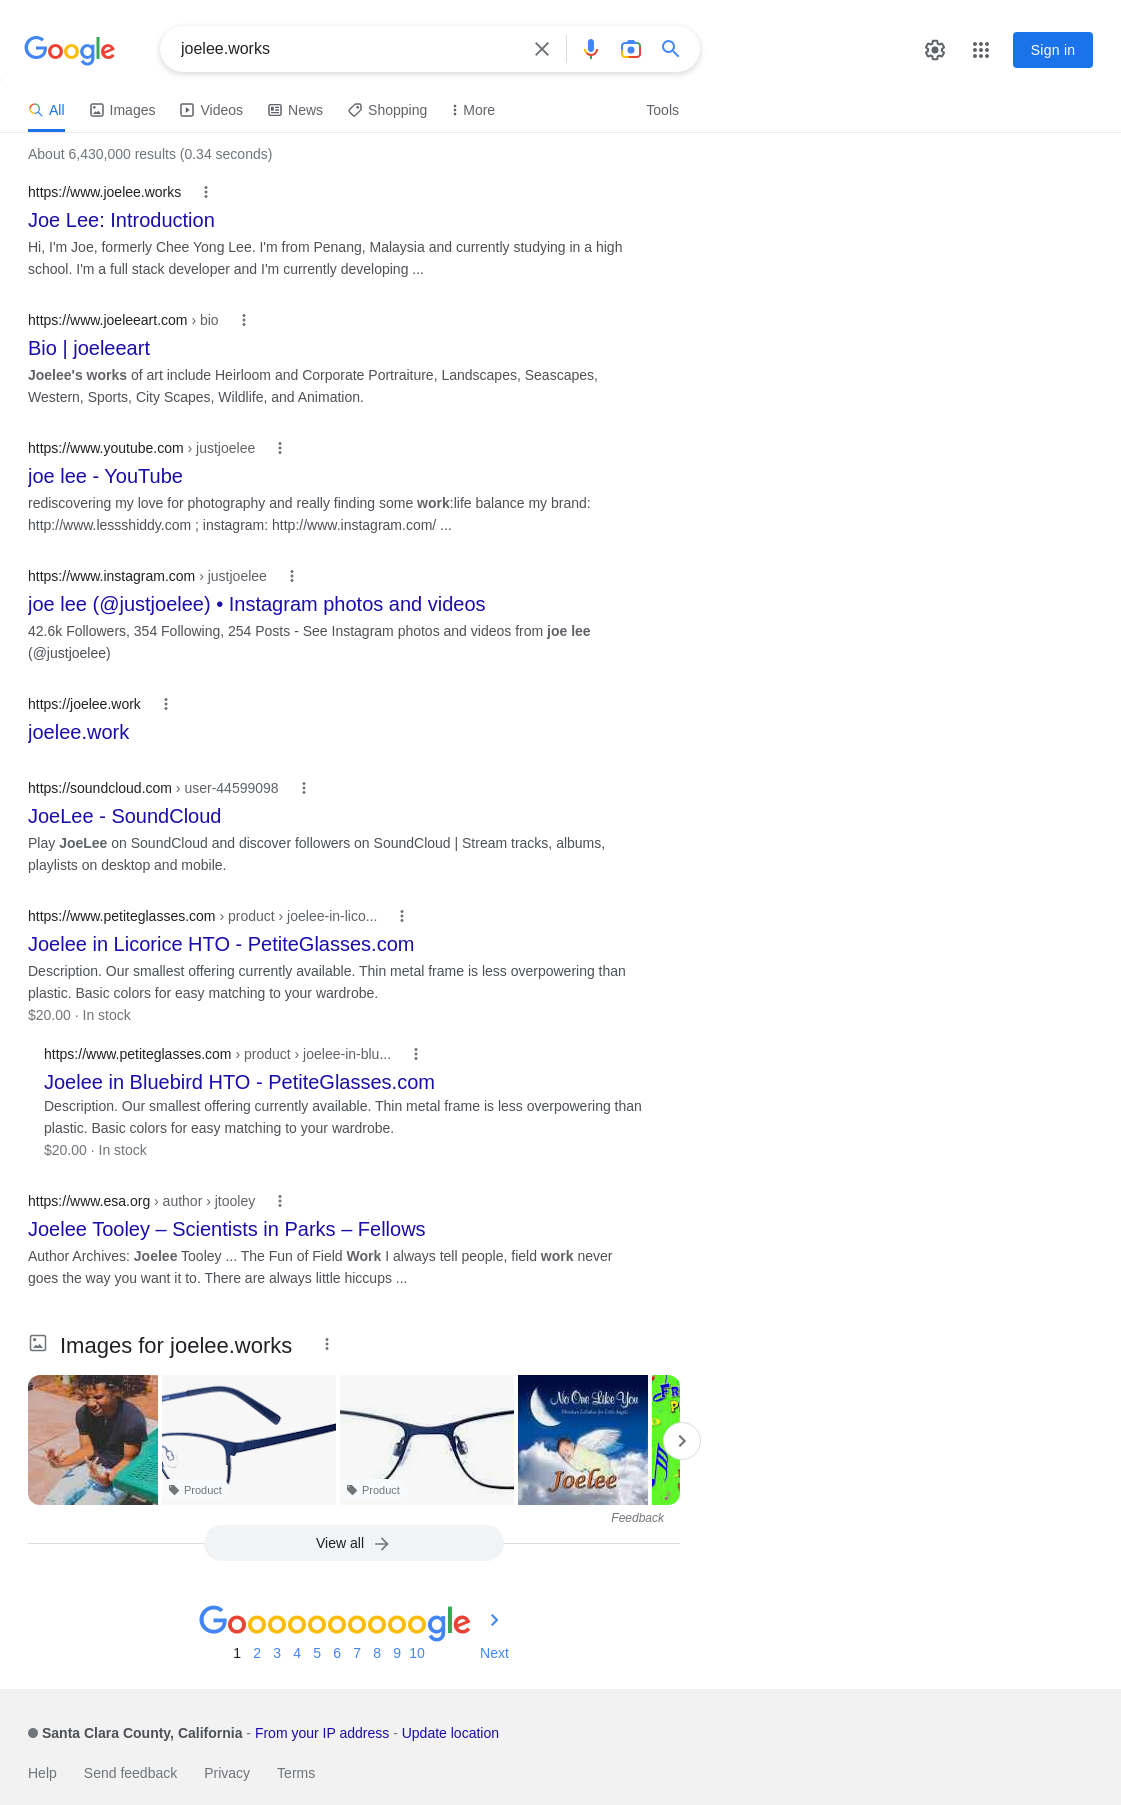 Google
joelee.works
Sign in
All
Images
Videos
News
Shopping
More
Tools
About 6,430,000 results (0.34 seconds)
https://www.joelee.works
Joe Lee: Introduction
Hi, I'm Joe, formerly Chee Yong Lee. I'm from Penang, Malaysia and currently studying in a high
school. I'm a full stack developer and I'm currently developing ...
https://www.joeleeart.com › bio
Bio | joeleeart
Joelee's works of art include Heirloom and Corporate Portraiture, Landscapes, Seascapes,
Western, Sports, City Scapes, Wildlife, and Animation.
https://www.youtube.com › justjoelee
joe lee - YouTube
rediscovering my love for photography and really finding some work:life balance my brand:
http://www.lessshiddy.com ; instagram: http://www.instagram.com/ ...
https://www.instagram.com › justjoelee
joe lee (@justjoelee) • Instagram photos and videos
42.6k Followers, 354 Following, 254 Posts - See Instagram photos and videos from joe lee
(@justjoelee)
https://joelee.work
joelee.work
https://soundcloud.com › user-44599098
JoeLee - SoundCloud
Play JoeLee on SoundCloud and discover followers on SoundCloud | Stream tracks, albums,
playlists on desktop and mobile.
https://www.petiteglasses.com › product › joelee-in-lico...
Joelee in Licorice HTO - PetiteGlasses.com
Description. Our smallest offering currently available. Thin metal frame is less overpowering than
plastic. Basic colors for easy matching to your wardrobe.
$20.00 · In stock
https://www.petiteglasses.com › product › joelee-in-blu...
Joelee in Bluebird HTO - PetiteGlasses.com
Description. Our smallest offering currently available. Thin metal frame is less overpowering than
plastic. Basic colors for easy matching to your wardrobe.
$20.00 · In stock
https://www.esa.org › author › jtooley
Joelee Tooley – Scientists in Parks – Fellows
Author Archives: Joelee Tooley ... The Fun of Field Work I always tell people, field work never
goes the way you want it to. There are always little hiccups ...
Images for joelee.works
No One Like You
Christian Lullabies for Little Angels
Joelee
Product
Product
Feedback
View all
Goooooooooogle
1 2 3 4 5 6 7 8 9 10 Next
Santa Clara County, California - From your IP address - Update location
Help
Send feedback
Privacy
Terms